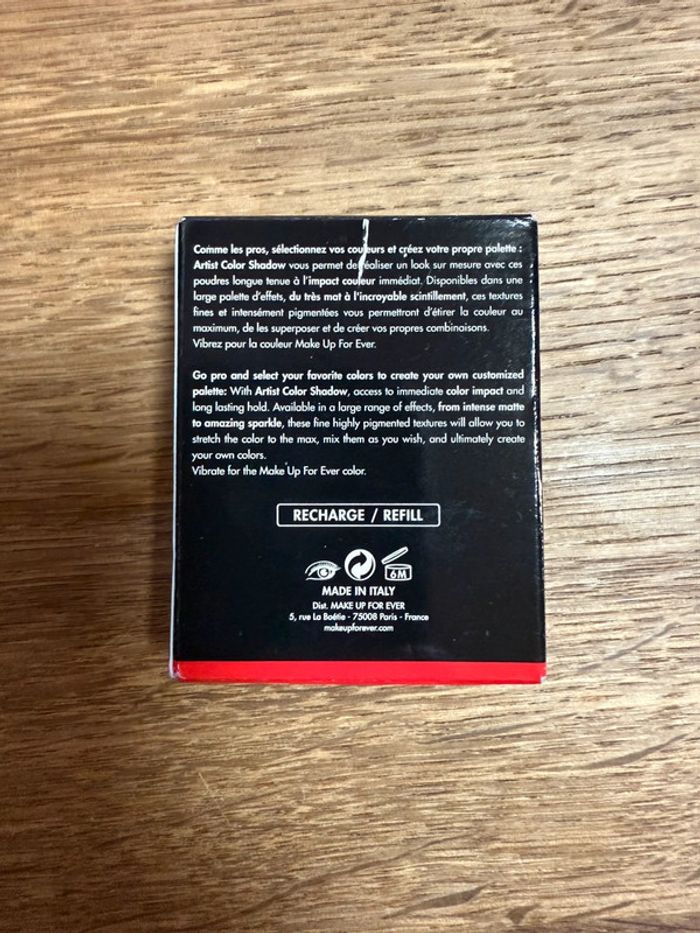 Comme les pros, sélectionnez vos couleurs et créez votre propre palette :
Artist Color Shadow vous permet de réaliser un look sur mesure avec ces
poudres longue tenue à l'impact couleur immédiat. Disponibles dans une
large palette d'effets, du très mat à l'incroyable scintillement, ces textures
fines et intensément pigmentées vous permettront d'étirer la couleur au
maximum, de les superposer et de créer vos propres combinaisons.
Vibrez pour la couleur Make Up For Ever.
Go pro and select your favorite colors to create your own customized
palette: With Artist Color Shadow, access to immediate color impact and
long lasting hold. Available in a large range of effects, from intense matte
to amazing sparkle, these fine highly pigmented textures will allow you to
stretch the color to the max, mix them as you wish, and ultimately create
your own colors.
Vibrate for the Make Up For Ever color.
RECHARGE / REFILL
6M
MADE IN ITALY
Dist. MAKE UP FOR EVER
5, rue La Boétie - 75008 Paris - France
makeupforever.com